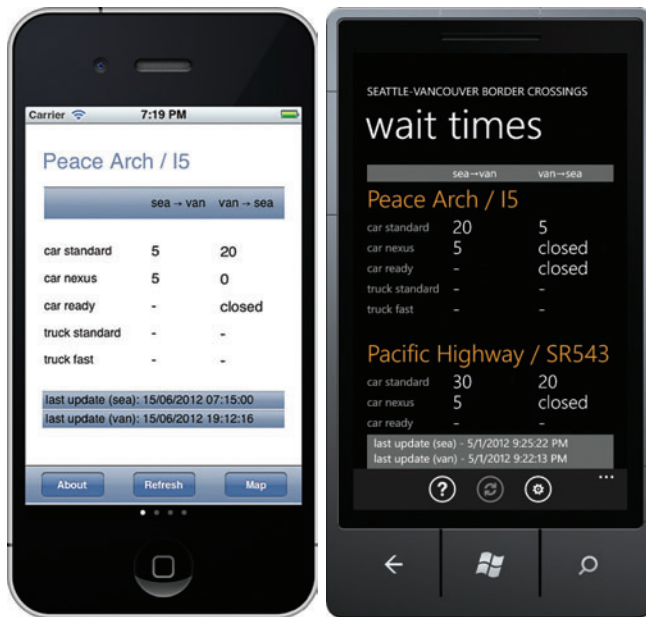 Carrier 7:19 PM
Peace Arch / I5
sea → van van → sea
car standard 5 20
car nexus 5 0
car ready - closed
truck standard - -
truck fast - -
last update (sea): 15/06/2012 07:15:00
last update (van): 15/06/2012 19:12:16
About Refresh Map
SEATTLE-VANCOUVER BORDER CROSSINGS
wait times
sea→van van→sea
Peace Arch / I5
car standard 20 5
car nexus 5 closed
car ready - closed
truck standard - -
truck fast - -
Pacific Highway / SR543
car standard 30 20
car nexus 5 closed
car ready - -
last update (sea) - 5/1/2012 9:25:22 PM
last update (van) - 5/1/2012 9:22:13 PM